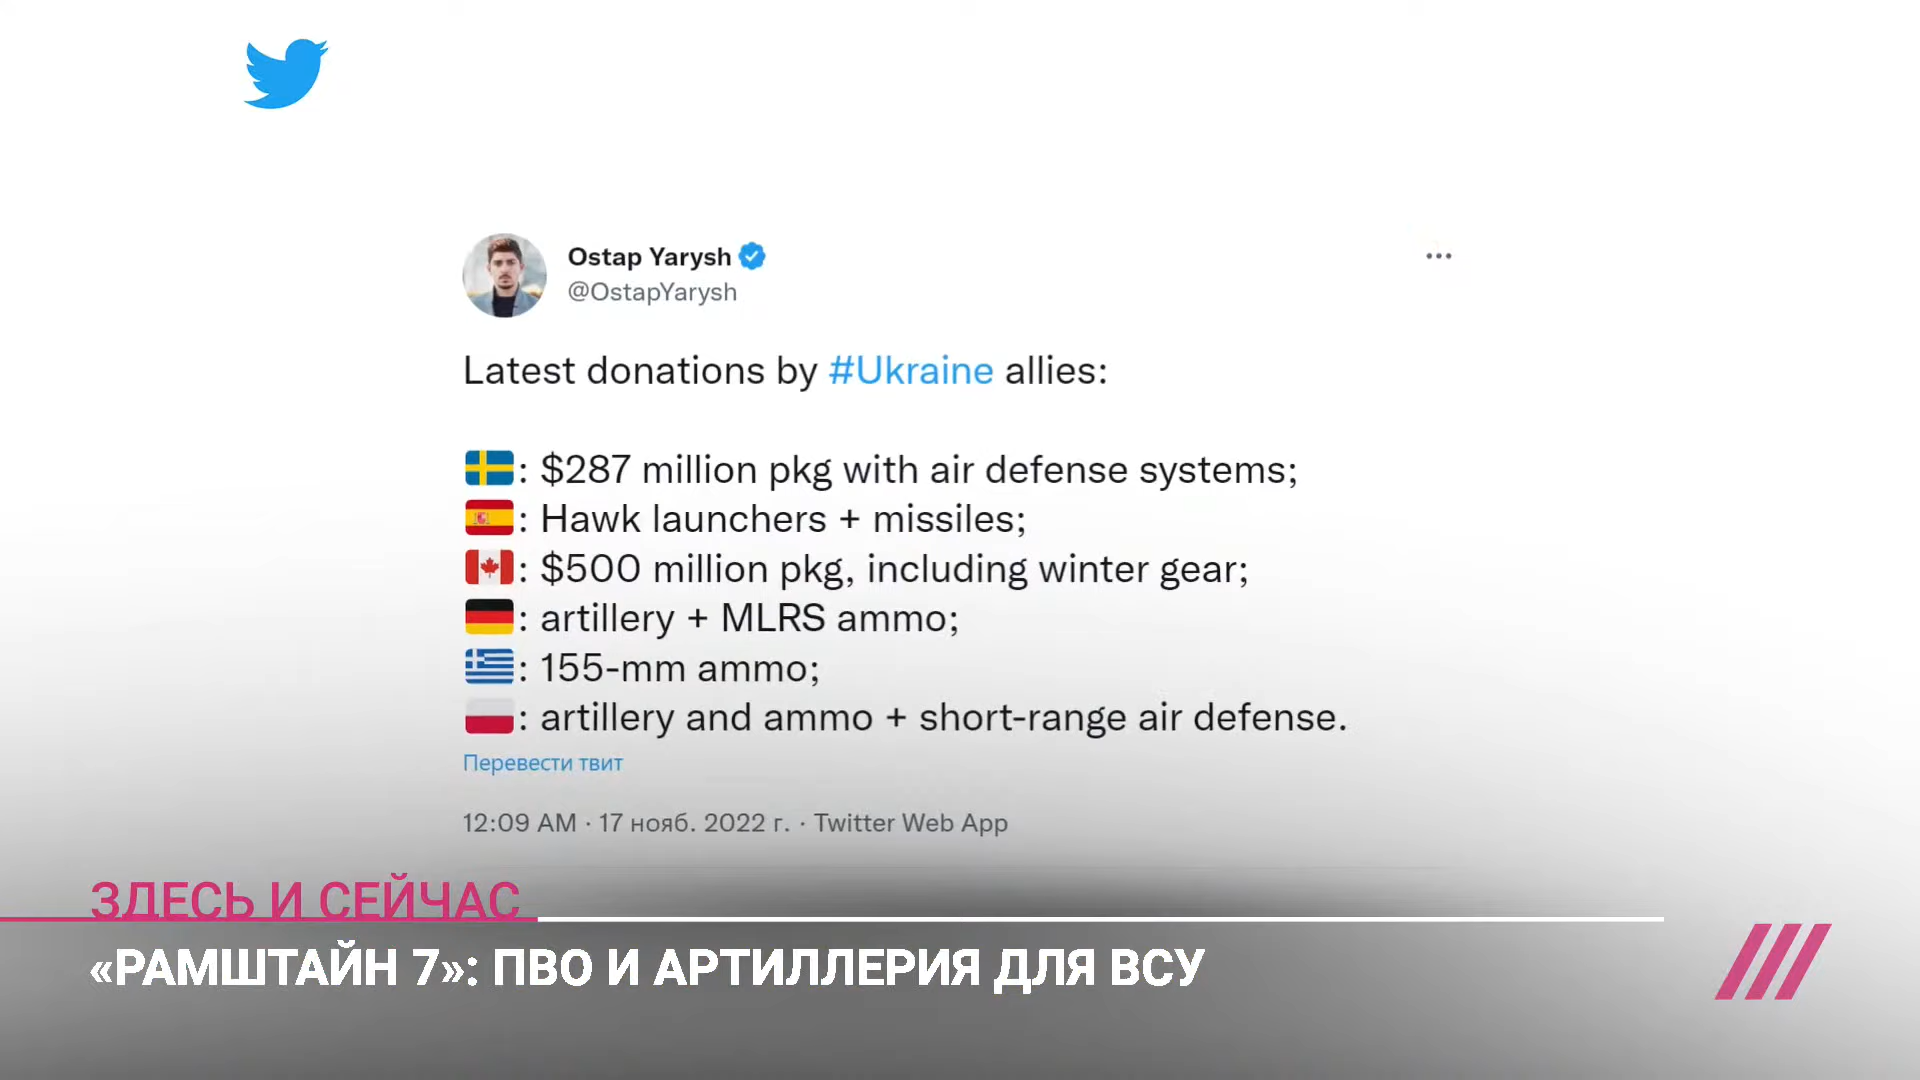 Ostap Yarysh
@OstapYarysh
Latest donations by #Ukraine allies:
: $287 million pkg with air defense systems;
: Hawk launchers + missiles;
: $500 million pkg, including winter gear;
: artillery + MLRS ammo;
: 155-mm ammo;
: artillery and ammo + short-range air defense.
Перевести твит
12:09 AM · 17 нояб. 2022 г. · Twitter Web App
ЗДЕСЬ И СЕЙЧАС
«РАМШТАЙН 7»: ПВО И АРТИЛЛЕРИЯ ДЛЯ ВСУ